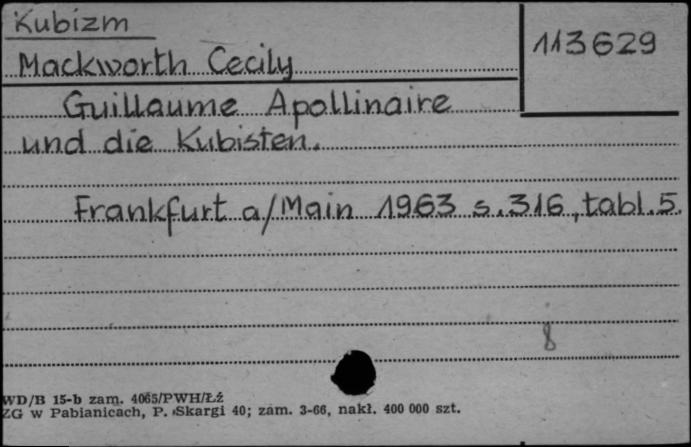 Kubizm
113629
Mackworth Cecily
Guillaume Apollinaire
und die Kubisten.
Frankfurt a/Main 1963 s. 316, tabl. 5.
8
WD/B 15-b zam. 4065/PWH/Łź
ZG w Pabianicach, P. Skargi 40; zam. 3-66, nakł. 400 000 szt.